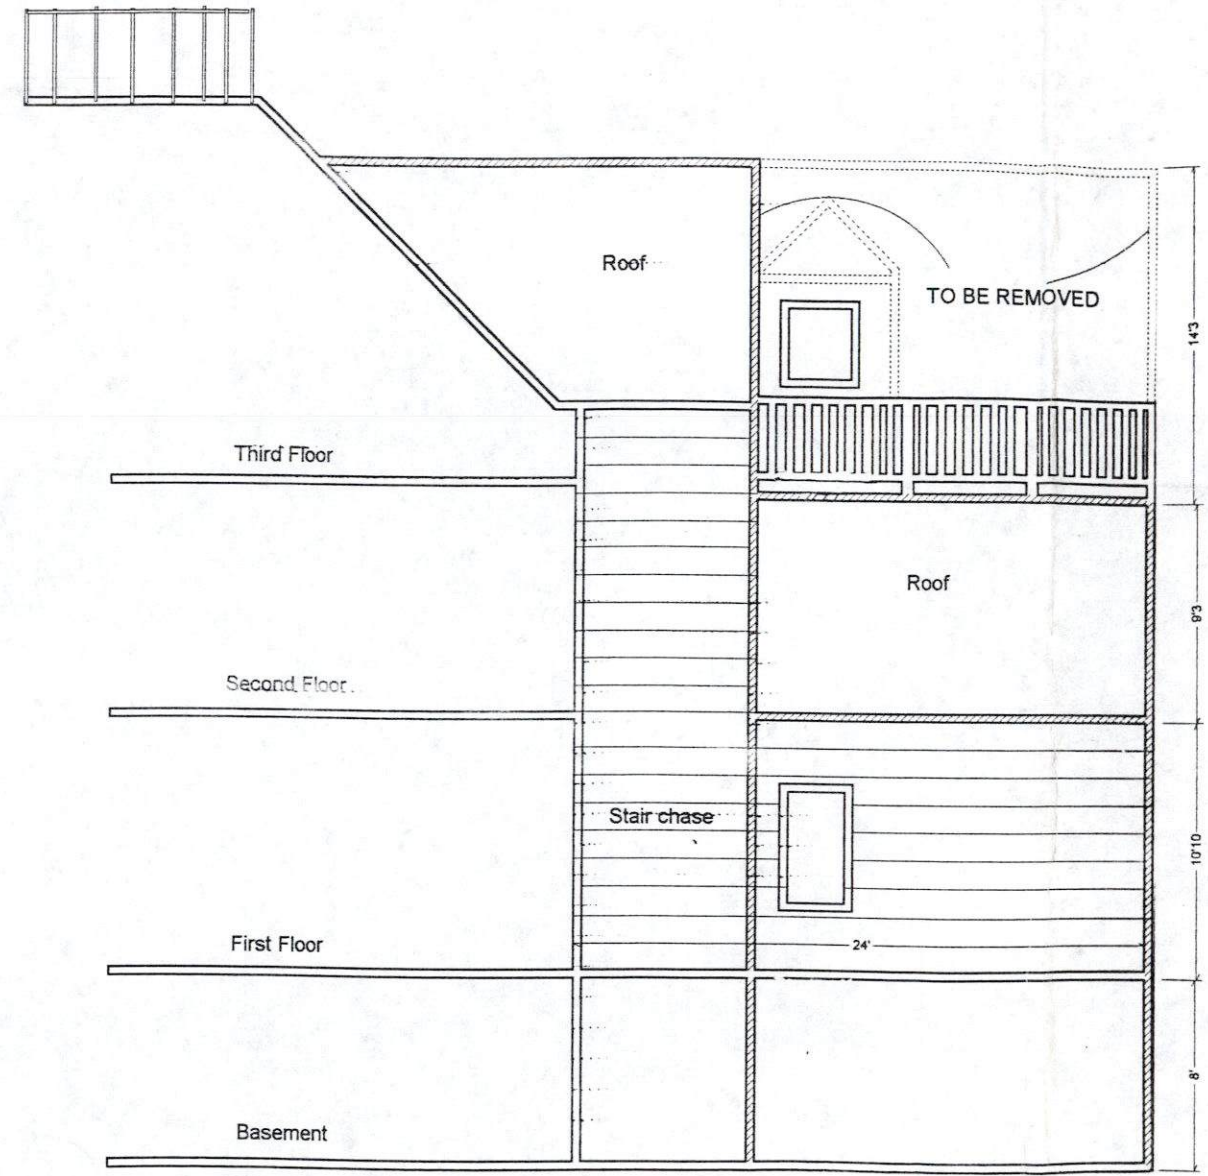 Roof
TO BE REMOVED
14'3
Third Floor
Roof
9'3
Second Floor
Stair chase
10'10
First Floor
24'
Basement
8'